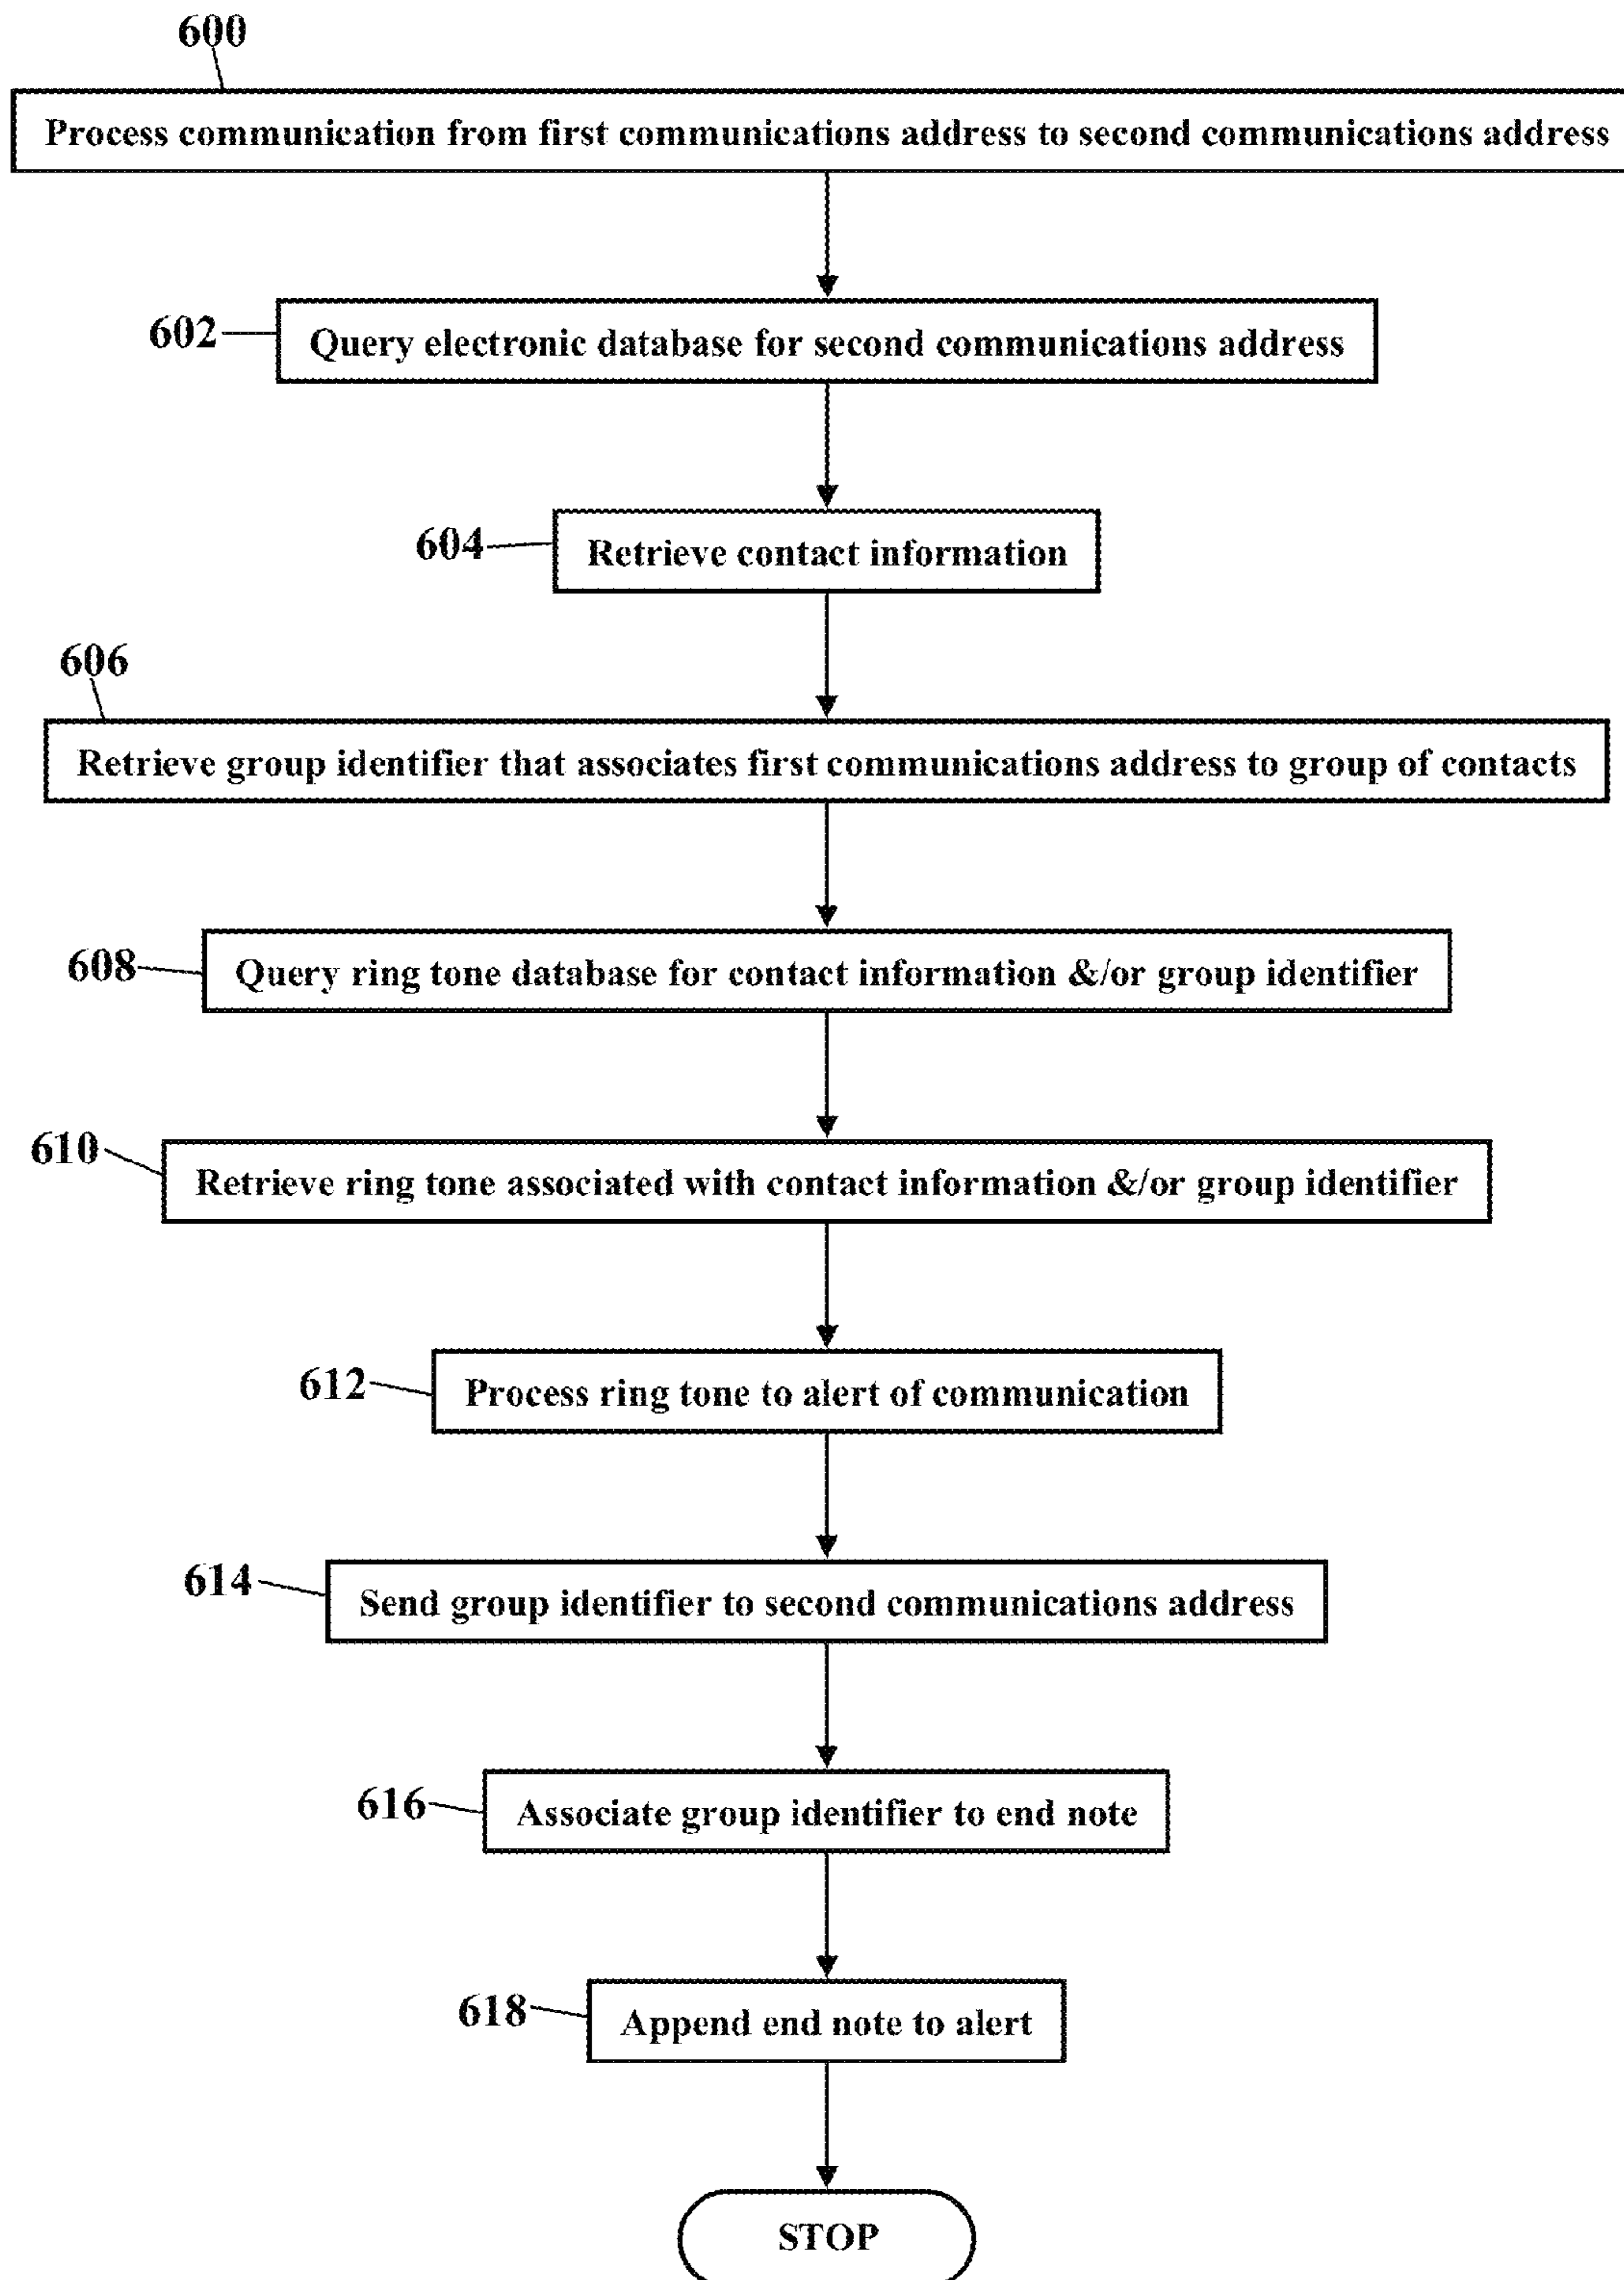 600
Process communication from first communications address to second communications address
602
Query electronic database for second communications address
604
Retrieve contact information
606
Retrieve group identifier that associates first communications address to group of contacts
608
Query ring tone database for contact information &/or group identifier
610
Retrieve ring tone associated with contact information &/or group identifier
612
Process ring tone to alert of communication
614
Send group identifier to second communications address
616
Associate group identifier to end note
618
Append end note to alert
STOP